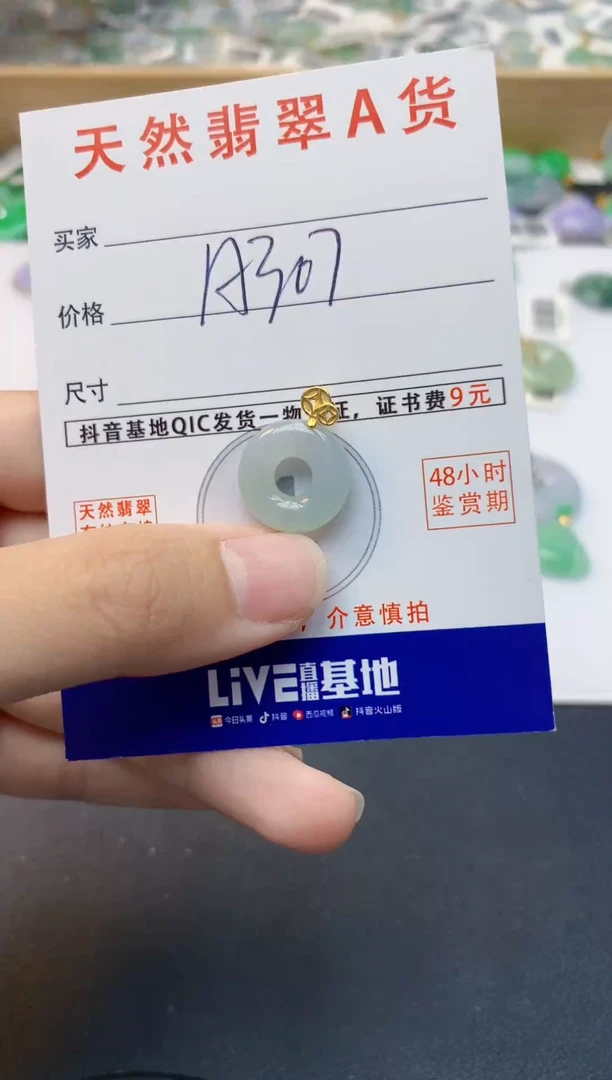 天然翡翠A货
买家
A307
价格
尺寸
抖音基地QIC发货一物证，证书费9元
天然翡翠
48小时
鉴赏期
，介意慎拍
LiVE直播基地
今日头条 抖音 西瓜视频 抖音火山版